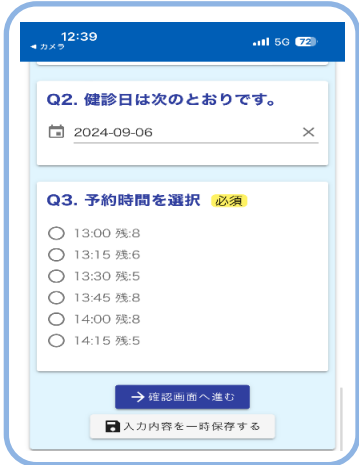 12:39
◀ カメラ
5G 72
Q2. 健診日は次のとおりです。
2024-09-06
Q3. 予約時間を選択 必須
13:00 残:8
13:15 残:6
13:30 残:5
13:45 残:8
14:00 残:8
14:15 残:5
→確認画面へ進む
入力内容を一時保存する